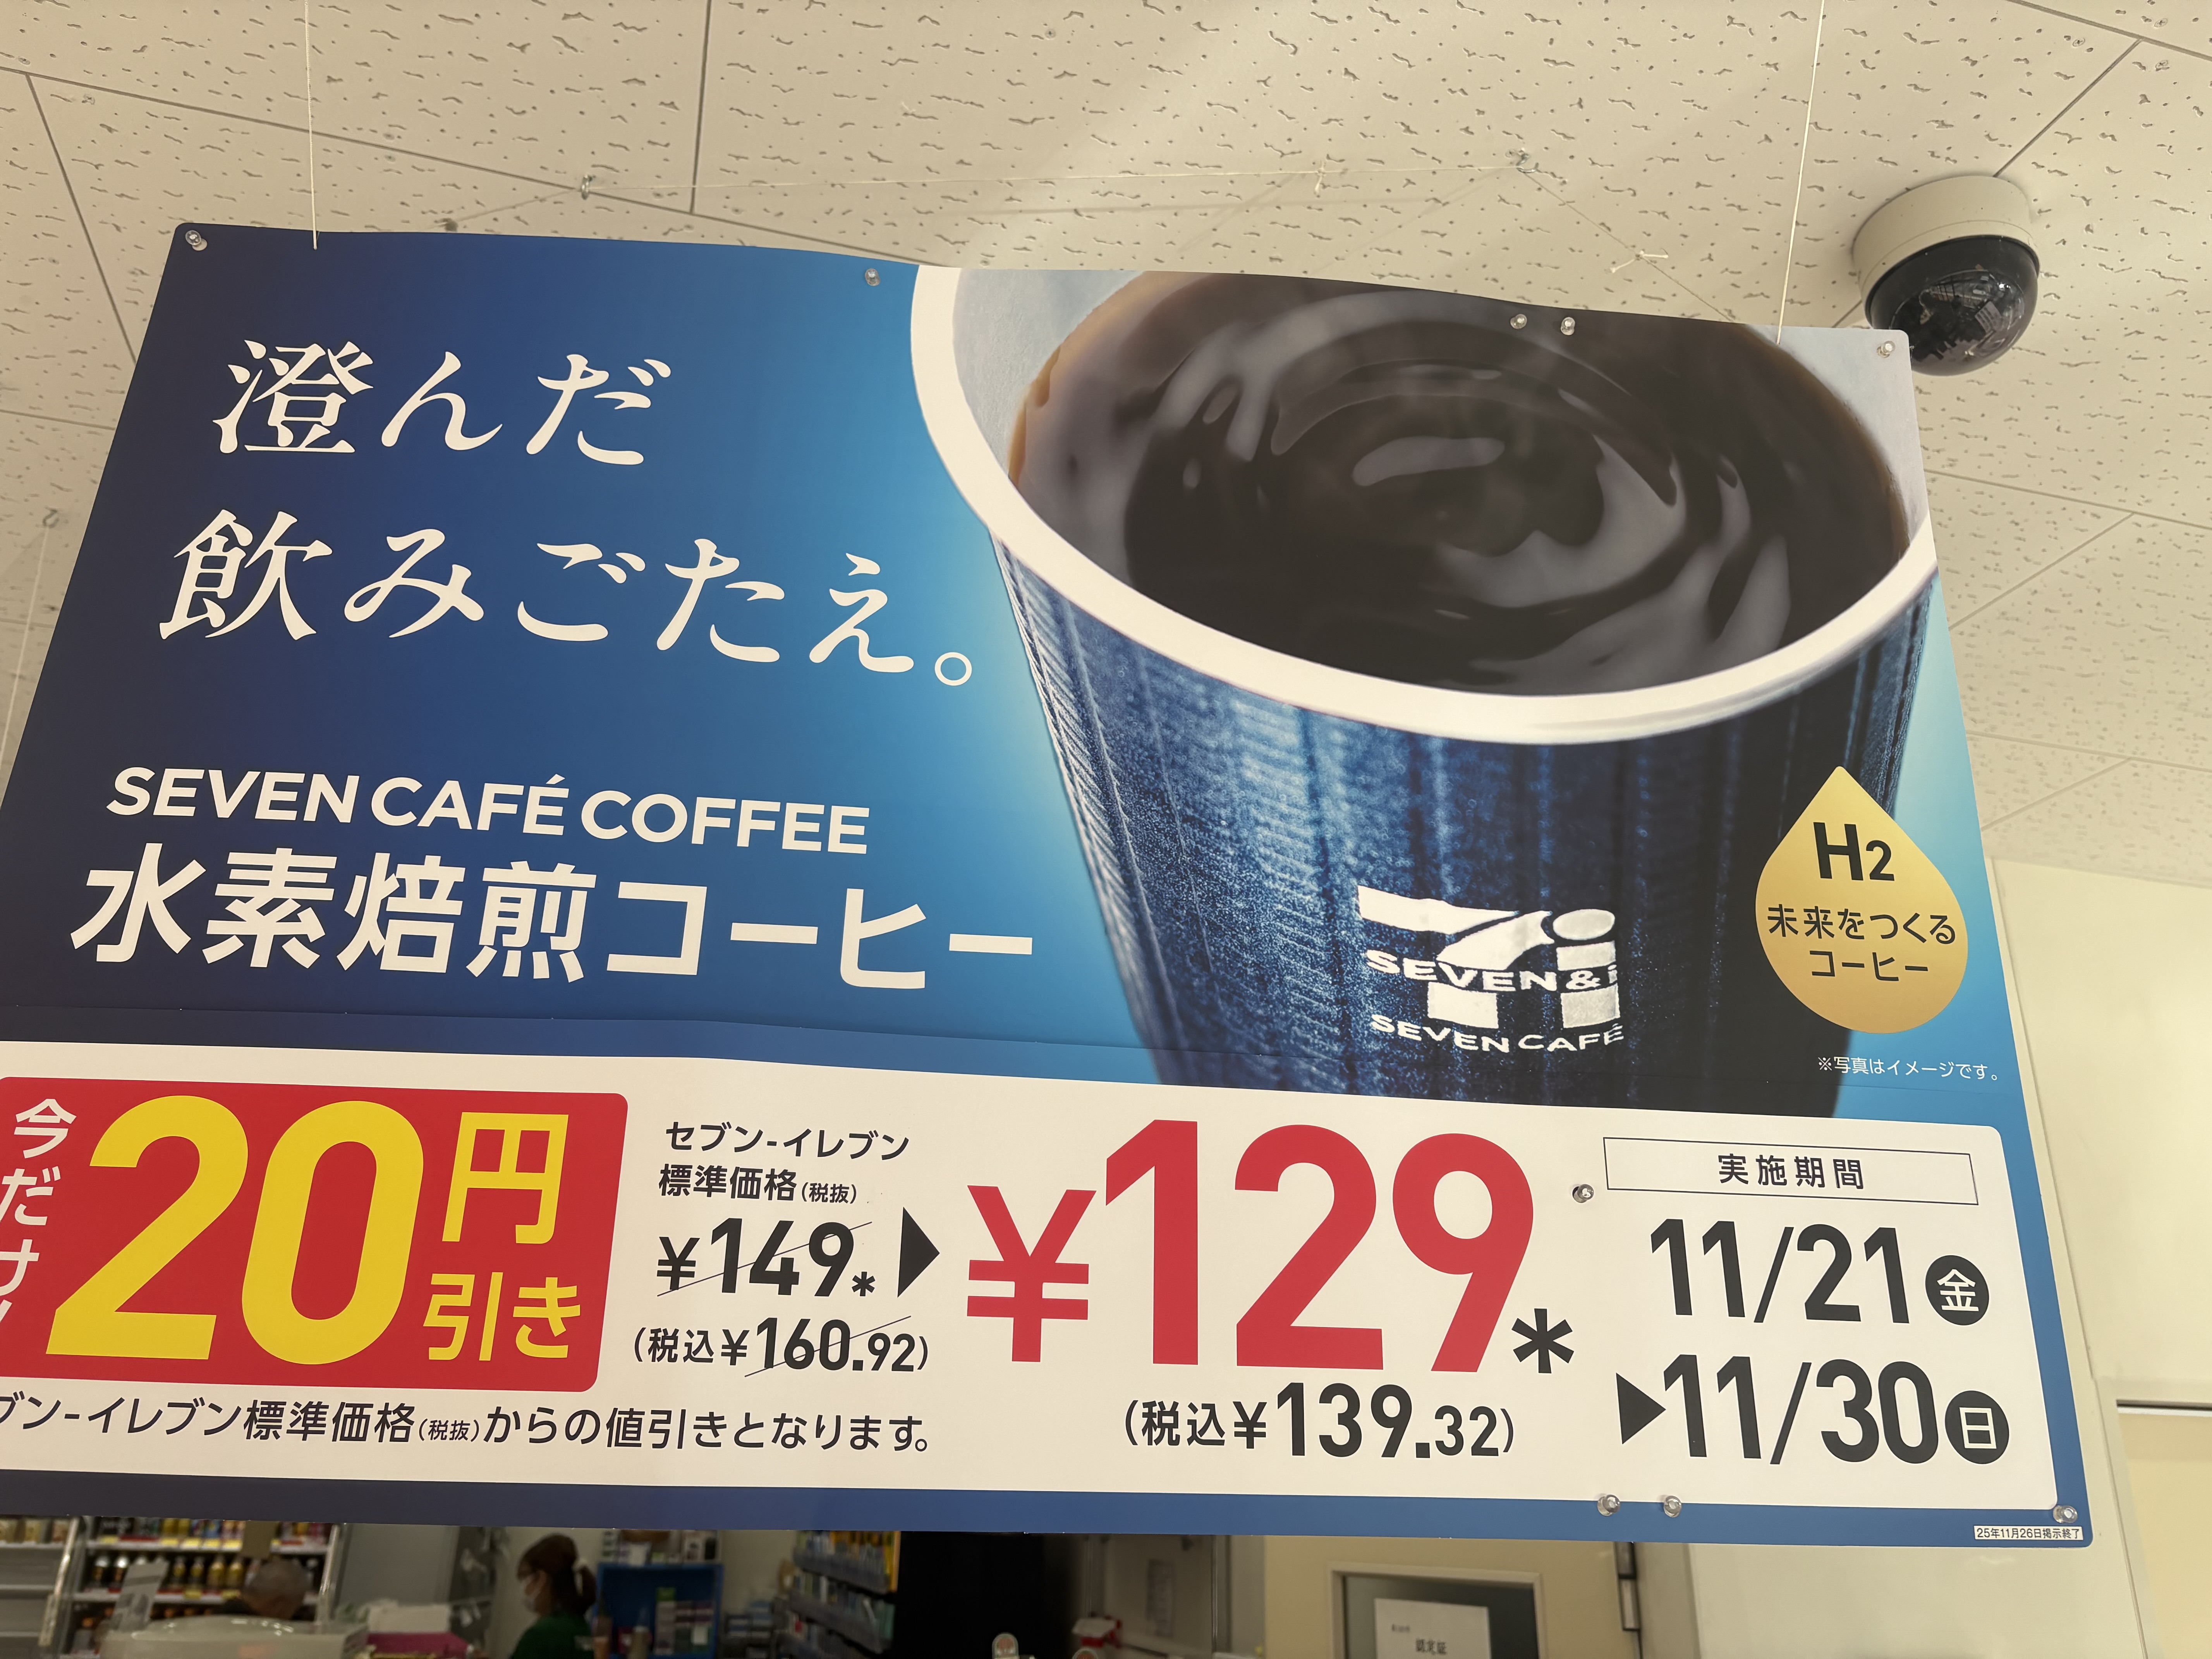 澄んだ
飲みごたえ。
SEVEN CAFÉ COFFEE
水素焙煎コーヒー
SEVEN&i
SEVEN CAFÉ
H2
未来をつくる
コーヒー
※写真はイメージです。
今だけ!
20円引き
セブン-イレブン
標準価格(税抜)
¥149*
(税込¥160.92)
¥129*
(税込¥139.32)
実施期間
11/21金
▶11/30日
ブン-イレブン標準価格(税抜)からの値引きとなります。
25年11月26日掲示終了
認定証